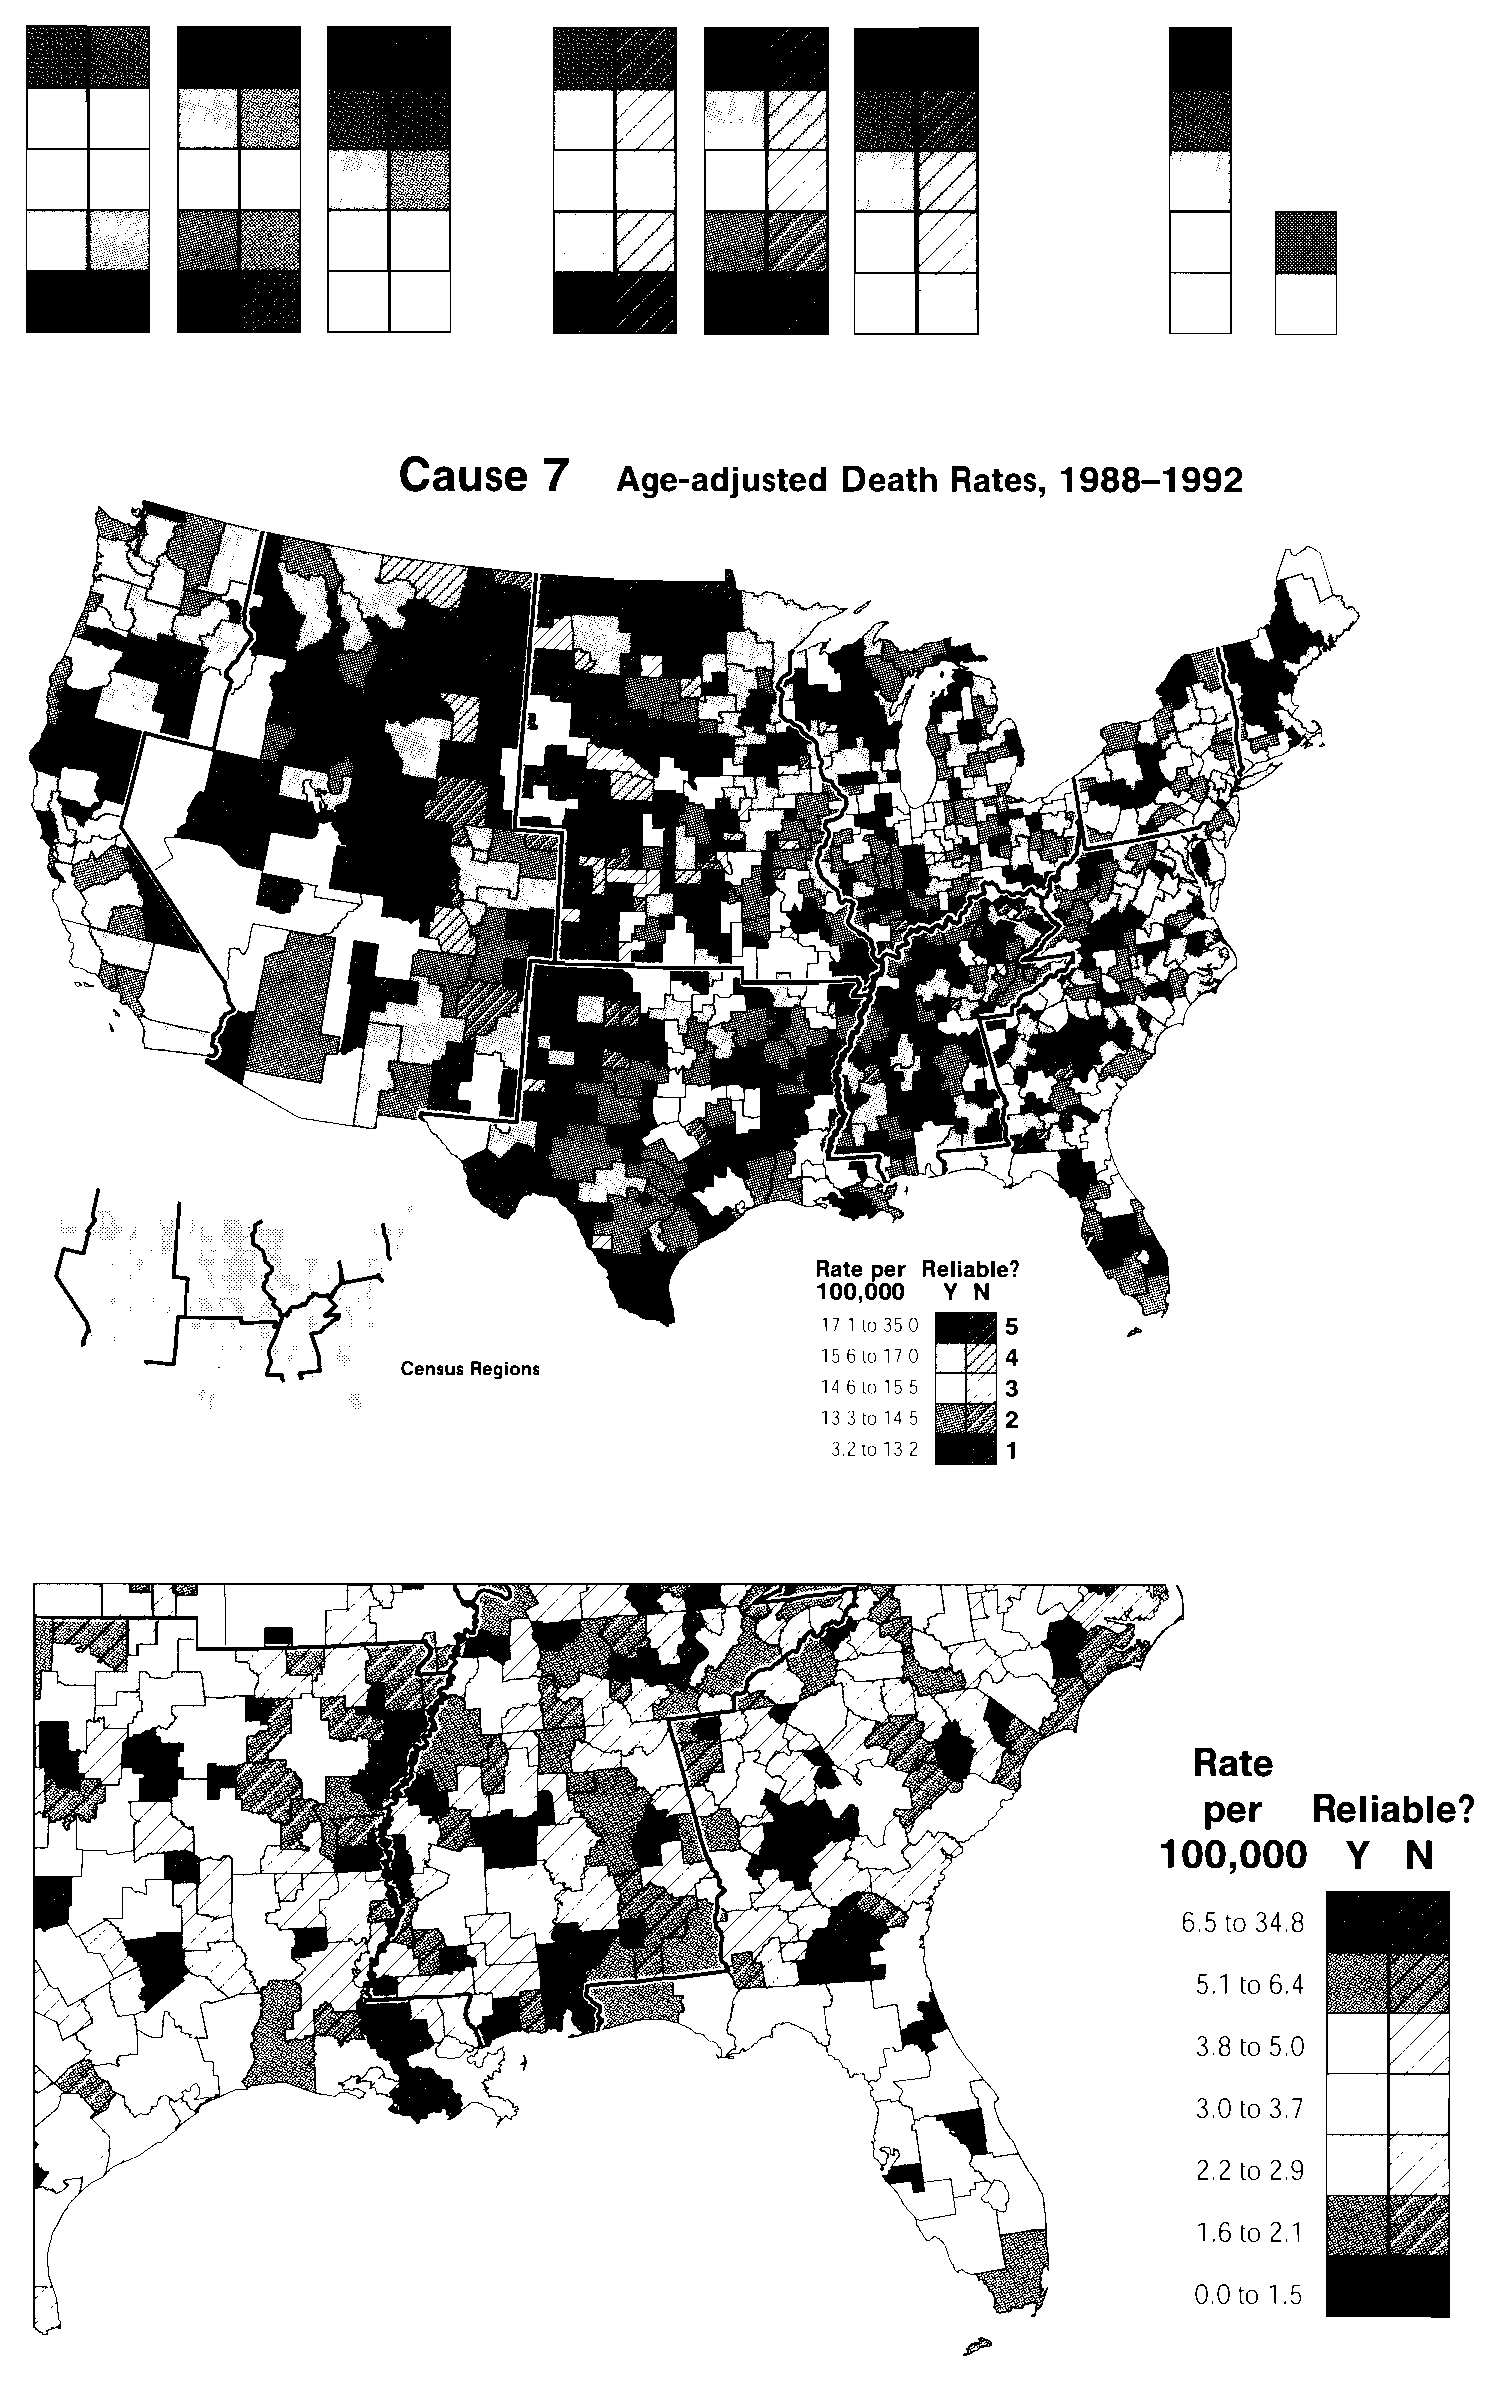 Cause 7 Age-adjusted Death Rates, 1988–1992
Rate per Reliable?
100,000 Y N
17 1 to 35 0 5
15 6 to 17 0 4
14 6 to 15 5 3
13 3 to 14 5 2
3.2 to 13 2 1
Census Regions
Rate
per Reliable?
100,000 Y N
6.5 to 34.8
5.1 to 6.4
3.8 to 5.0
3.0 to 3.7
2.2 to 2.9
1.6 to 2.1
0.0 to 1.5